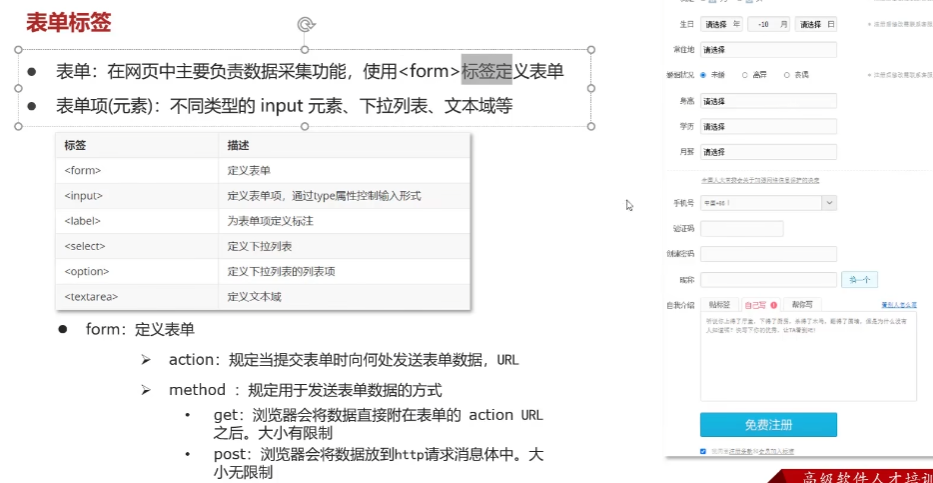 表单标签
表单：在网页中主要负责数据采集功能，使用<form>标签定义表单
表单项(元素)：不同类型的 input 元素、下拉列表、文本域等
标签 描述
<form> 定义表单
<input> 定义表单项，通过type属性控制输入形式
<label> 为表单项定义标注
<select> 定义下拉列表
<option> 定义下拉列表的列表项
<textarea> 定义文本域
form：定义表单
action：规定当提交表单时向何处发送表单数据，URL
method ：规定用于发送表单数据的方式
get：浏览器会将数据直接附在表单的 action URL
之后。大小有限制
post：浏览器会将数据放到http请求消息体中。大
小无限制
生日 请选择 年 -10 月 请选择 日
常住地 请选择
婚姻状况 未婚 离异 丧偶
身高 请选择
学历 请选择
月薪 请选择
手机号
验证码
创建密码
昵称 换一个
自我介绍 贴标签 自己写 帮你写
免费注册
高级软件人才培训